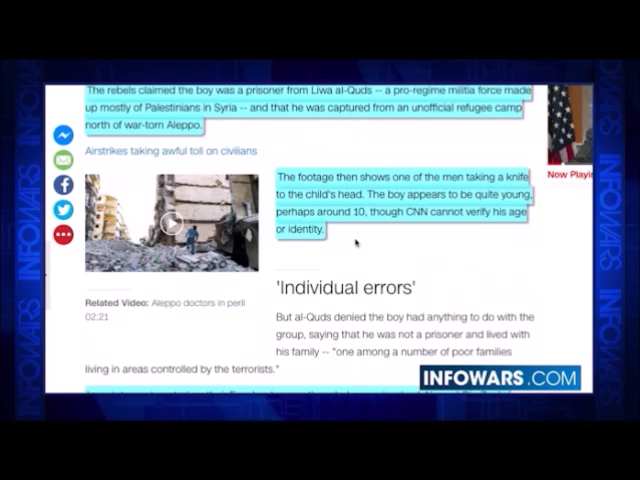 The rebels claimed the boy was a prisoner from Liwa al-Quds -- a pro-regime militia force made
up mostly of Palestinians in Syria -- and that he was captured from an unofficial refugee camp
north of war-torn Aleppo.
Airstrikes taking awful toll on civilians
The footage then shows one of the men taking a knife
to the child's head. The boy appears to be quite young,
perhaps around 10, though CNN cannot verify his age
or identity.
Now Playin
Related Video: Aleppo doctors in peril
02:21
'Individual errors'
But al-Quds denied the boy had anything to do with the
group, saying that he was not a prisoner and lived with
his family -- "one among a number of poor families
living in areas controlled by the terrorists."
INFOWARS.COM
INFOWARS
INFOWARS